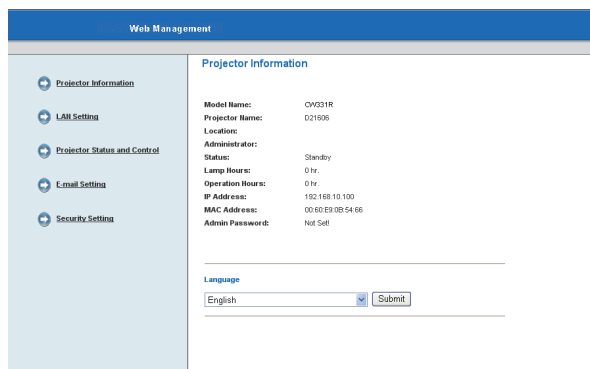 Web Management
Projector Information
LAN Setting
Projector Status and Control
E-mail Setting
Security Setting
Projector Information
Model Name: CW331R
Projector Name: D21606
Location:
Administrator:
Status: Standby
Lamp Hours: 0 hr.
Operation Hours: 0 hr.
IP Address: 192.168.10.100
MAC Address: 00:60:E9:0B:54:66
Admin Password: Not Set!
Language
English Submit